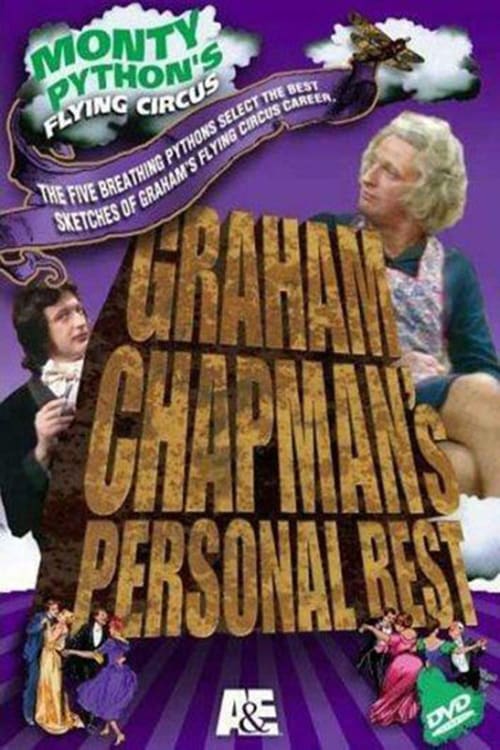 MONTY
PYTHON'S
FLYING CIRCUS
THE FIVE BREATHING PYTHONS SELECT THE BEST
SKETCHES OF GRAHAM'S FLYING CIRCUS CAREER.
GRAHAM
CHAPMAN's
PERSONAL BEST
A&E
DVD